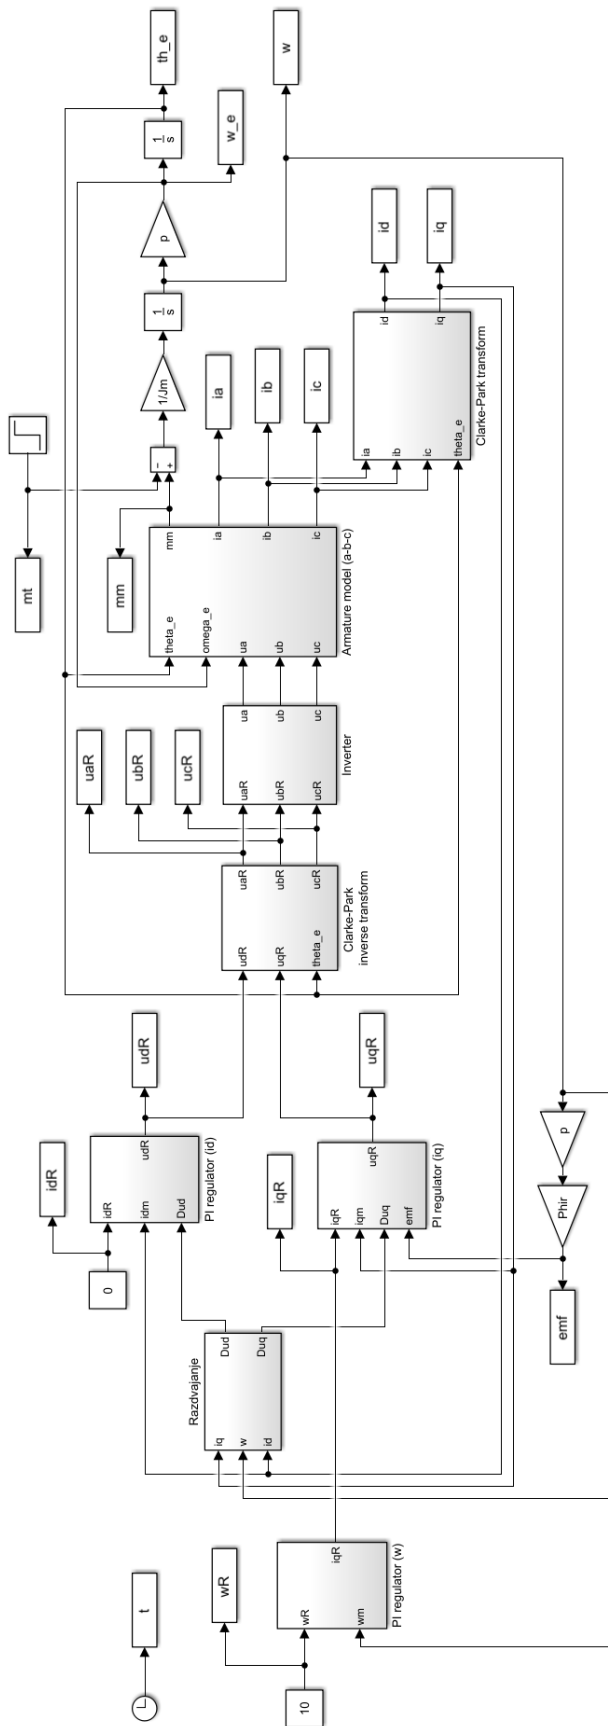 t
10
wR
wR
wm
iqR
PI regulator (w)
Razdvajanje
iq
w
id
Dud
Duq
0
idR
idR
idm
Dud
udR
PI regulator (id)
udR
iqR
iqR
iqm
Duq
emf
uqR
PI regulator (iq)
uqR
emf
Phir
p
udR
uqR
theta_e
uaR
ubR
ucR
Clarke-Park
inverse transform
uaR
ubR
ucR
uaR
ubR
ucR
ua
ub
uc
Inverter
theta_e
omega_e
ua
ub
uc
mm
ia
ib
ic
Armature model (a-b-c)
mt
mm
−
+
1/Jm
1
s
p
1
s
th_e
w_e
w
ia
ib
ic
ia
ib
ic
theta_e
id
iq
Clarke-Park transform
id
iq